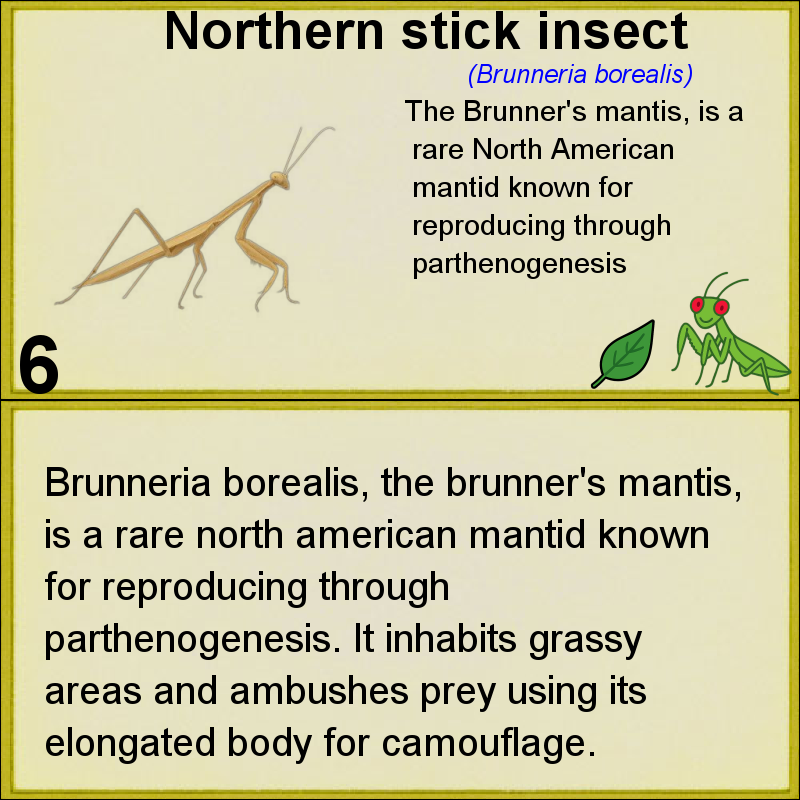 Northern stick insect
(Brunneria borealis)
The Brunner's mantis, is a
rare North American
mantid known for
reproducing through
parthenogenesis
6
Brunneria borealis, the brunner's mantis,
is a rare north american mantid known
for reproducing through
parthenogenesis. It inhabits grassy
areas and ambushes prey using its
elongated body for camouflage.